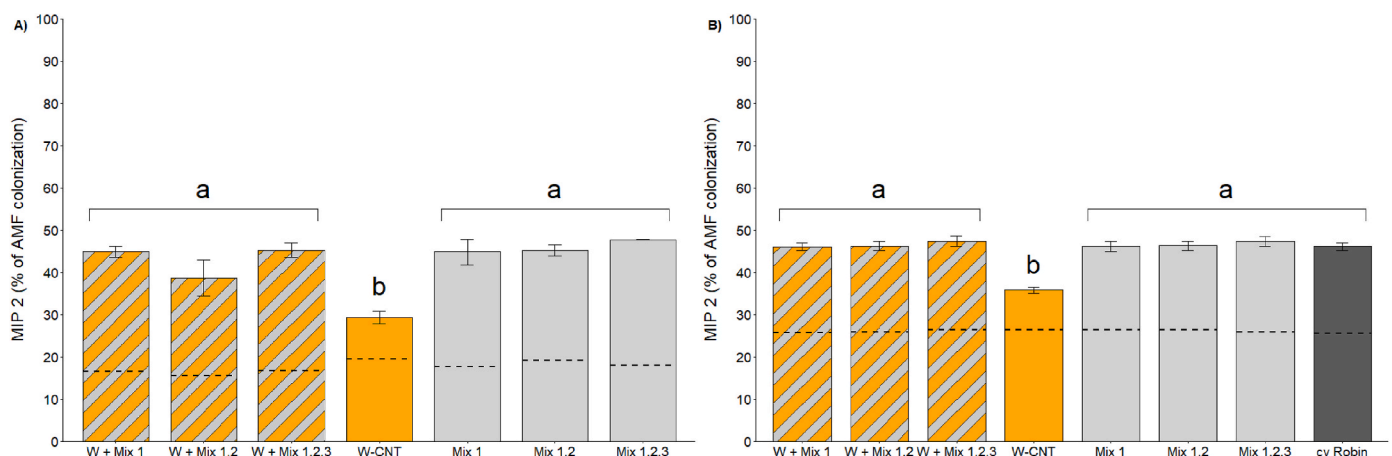 A)
MIP 2 (% of AMF colonization)
100
90
80
70
60
50
40
30
20
10
0
a
b
a
W + Mix 1
W + Mix 1.2
W + Mix 1.2.3
W-CNT
Mix 1
Mix 1.2
Mix 1.2.3
B)
MIP 2 (% of AMF colonization)
100
90
80
70
60
50
40
30
20
10
0
a
b
a
W + Mix 1
W + Mix 1.2
W + Mix 1.2.3
W-CNT
Mix 1
Mix 1.2
Mix 1.2.3
cv Robin